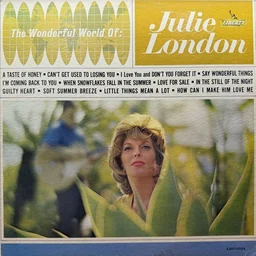 The Wonderful World Of:
Julie
London
LIBERTY
A TASTE OF HONEY • CAN'T GET USED TO LOSING YOU • I Love You and DON'T YOU FORGET IT • SAY WONDERFUL THINGS
I'M COMING BACK TO YOU • WHEN SNOWFLAKES FALL IN THE SUMMER • LOVE FOR SALE • IN THE STILL OF THE NIGHT
GUILTY HEART • SOFT SUMMER BREEZE • LITTLE THINGS MEAN A LOT • HOW CAN I MAKE HIM LOVE ME